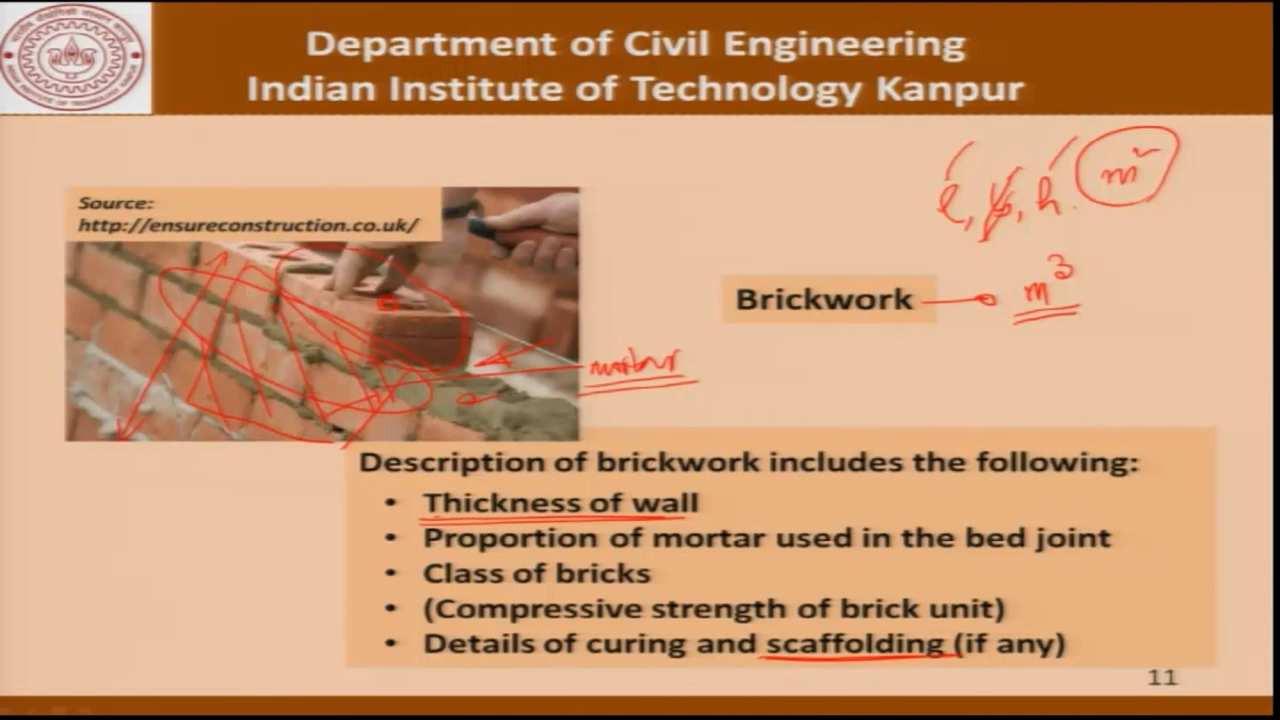 Department of Civil Engineering
Indian Institute of Technology Kanpur
Source:
http://ensureconstruction.co.uk/
m²
Brickwork
m³
mortar
Description of brickwork includes the following:
• Thickness of wall
• Proportion of mortar used in the bed joint
• Class of bricks
• (Compressive strength of brick unit)
• Details of curing and scaffolding (if any)
11